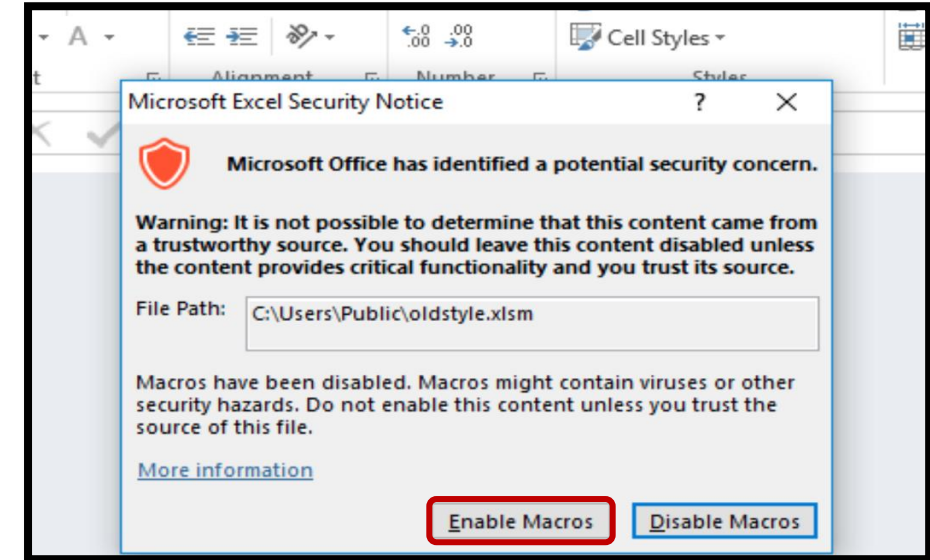 A
.0 .00
.00 .0
Cell Styles
t Alignment Number Styles
Microsoft Excel Security Notice ?
Microsoft Office has identified a potential security concern.
Warning: It is not possible to determine that this content came from
a trustworthy source. You should leave this content disabled unless
the content provides critical functionality and you trust its source.
File Path: C:\Users\Public\oldstyle.xlsm
Macros have been disabled. Macros might contain viruses or other
security hazards. Do not enable this content unless you trust the
source of this file.
More information
Enable Macros Disable Macros